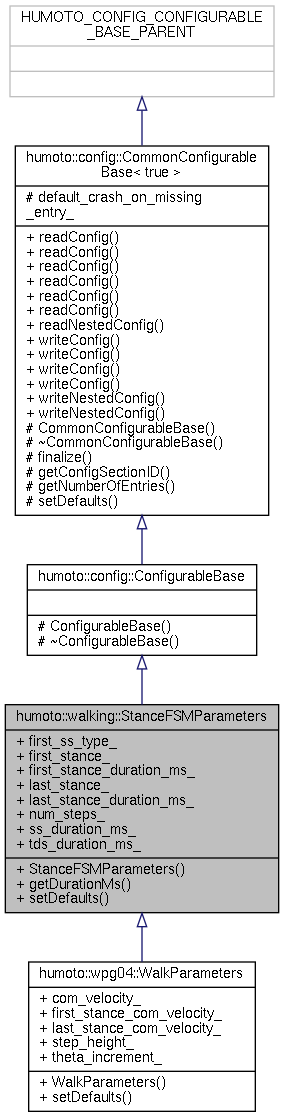 HUMOTO_CONFIG_CONFIGURABLE
_BASE_PARENT
humoto::config::CommonConfigurable
Base< true >
# default_crash_on_missing
_entry_
+ readConfig()
+ readConfig()
+ readConfig()
+ readConfig()
+ readConfig()
+ readConfig()
+ readNestedConfig()
+ writeConfig()
+ writeConfig()
+ writeConfig()
+ writeConfig()
+ writeNestedConfig()
+ writeNestedConfig()
# CommonConfigurableBase()
# ~CommonConfigurableBase()
# finalize()
# getConfigSectionID()
# getNumberOfEntries()
# setDefaults()
humoto::config::ConfigurableBase
# ConfigurableBase()
# ~ConfigurableBase()
humoto::walking::StanceFSMParameters
+ first_ss_type_
+ first_stance_
+ first_stance_duration_ms_
+ last_stance_
+ last_stance_duration_ms_
+ num_steps_
+ ss_duration_ms_
+ tds_duration_ms_
+ StanceFSMParameters()
+ getDurationMs()
+ setDefaults()
humoto::wpg04::WalkParameters
+ com_velocity_
+ first_stance_com_velocity_
+ last_stance_com_velocity_
+ step_height_
+ theta_increment_
+ WalkParameters()
+ setDefaults()